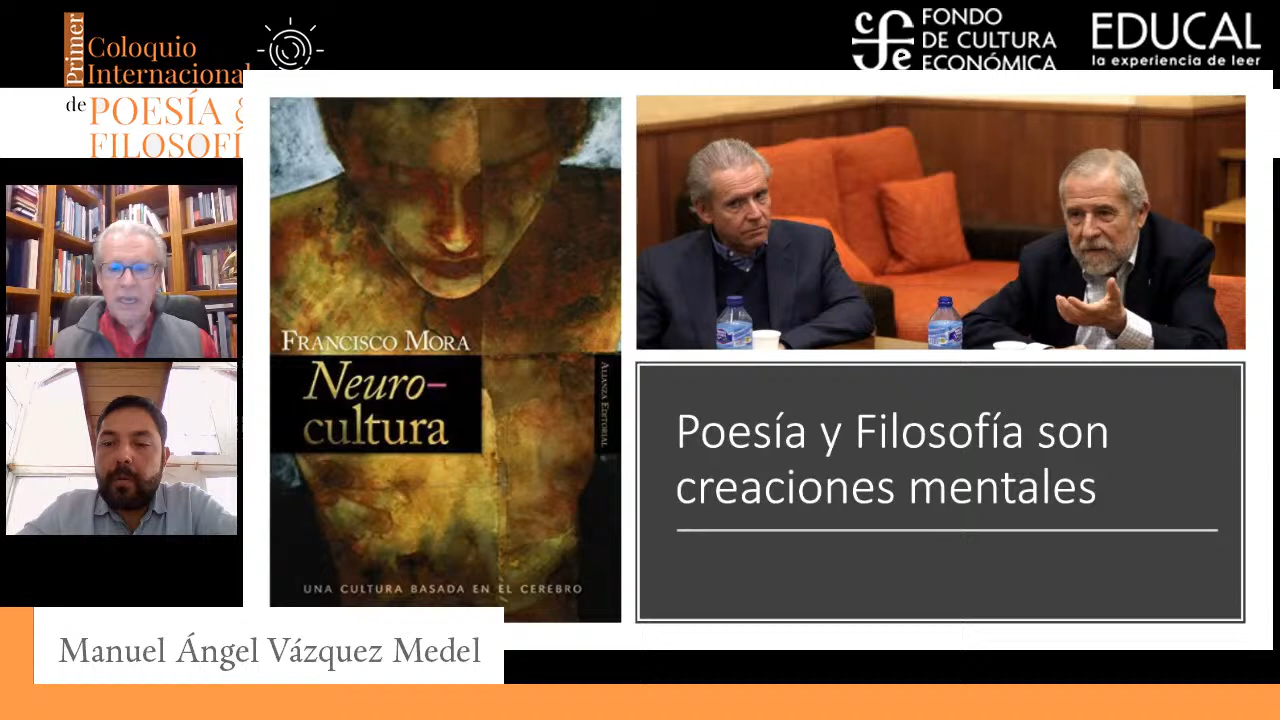 Primer
Coloquio
Internacional
de POESÍA &
FILOSOFÍ
FONDO
DE CULTURA
ECONÓMICA
EDUCAL
la experiencia de leer
FRANCISCO MORA
Neuro-
cultura
ALIANZA EDITORIAL
UNA CULTURA BASADA EN EL CEREBRO
Poesía y Filosofía son
creaciones mentales
Manuel Ángel Vázquez Medel